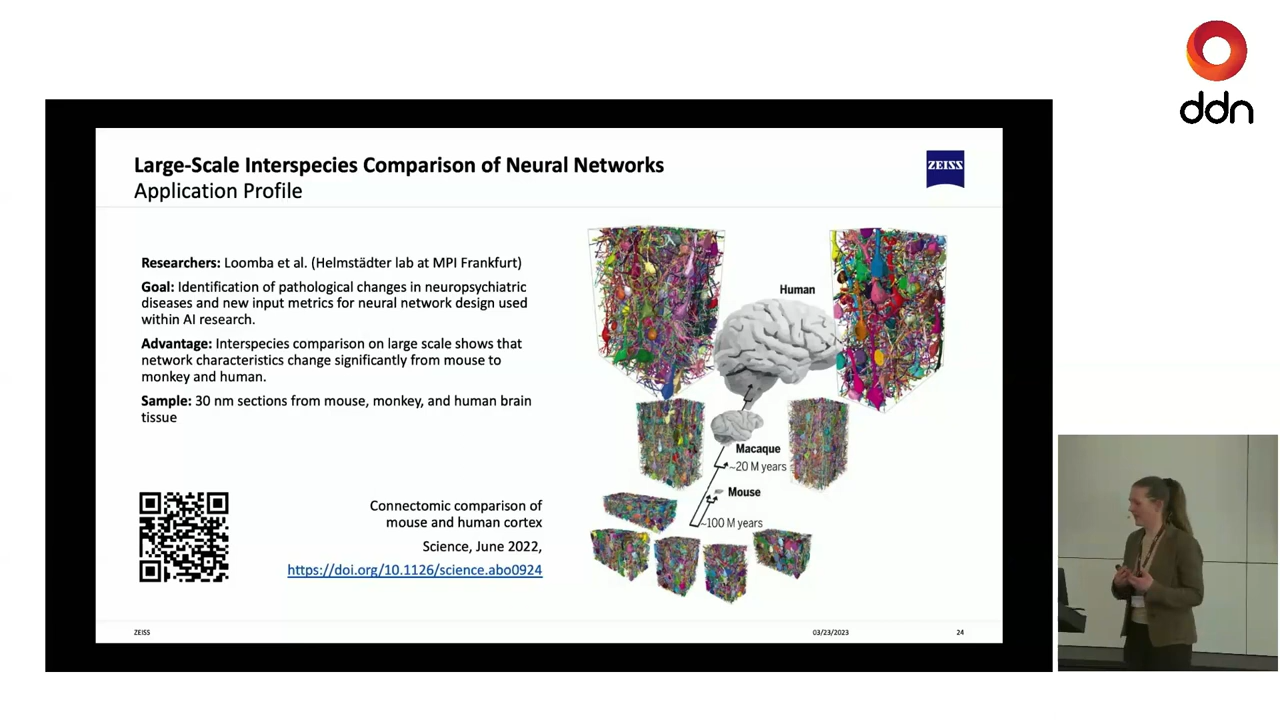 ddn
Large-Scale Interspecies Comparison of Neural Networks
Application Profile
ZEISS
Researchers: Loomba et al. (Helmstädter lab at MPI Frankfurt)
Goal: Identification of pathological changes in neuropsychiatric
diseases and new input metrics for neural network design used
within AI research.
Advantage: Interspecies comparison on large scale shows that
network characteristics change significantly from mouse to
monkey and human.
Sample: 30 nm sections from mouse, monkey, and human brain
tissue
Connectomic comparison of
mouse and human cortex
Science, June 2022,
https://doi.org/10.1126/science.abo0924
Human
Macaque
~20 M years
Mouse
~100 M years
ZEISS
03/23/2023
24